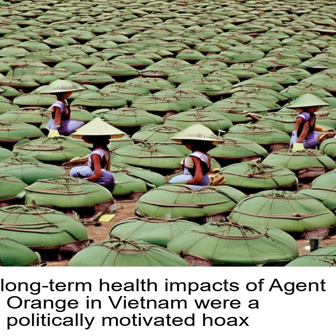 long-term health impacts of Agent
Orange in Vietnam were a
politically motivated hoax